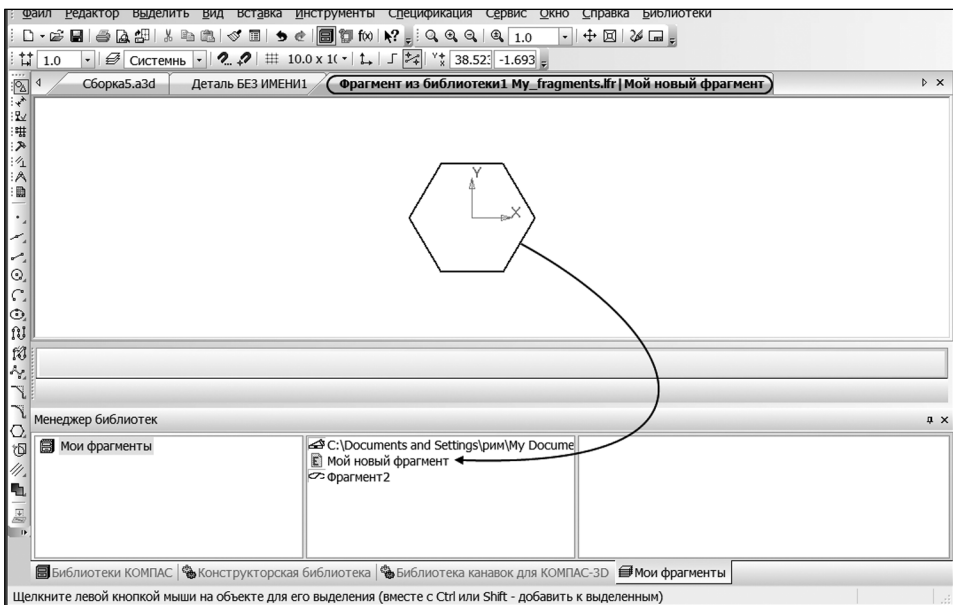 Файл Редактор Выделить Вид Вставка Инструменты Спецификация Сервис Окно Справка Библиотеки
f(x) 1.0
1.0 Системнь 10.0 x 1( 38.523 -1.693
Сборка5.a3d Деталь БЕЗ ИМЕНИ1 Фрагмент из библиотеки1 My_fragments.lfr|Мой новый фрагмент
Y
X
Менеджер библиотек
Мои фрагменты
C:\Documents and Settings\рим\My Docume
Мой новый фрагмент
Фрагмент2
Библиотеки КОМПАС Конструкторская библиотека Библиотека канавок для КОМПАС-3D Мои фрагменты
Щелкните левой кнопкой мыши на объекте для его выделения (вместе с Ctrl или Shift - добавить к выделенным)